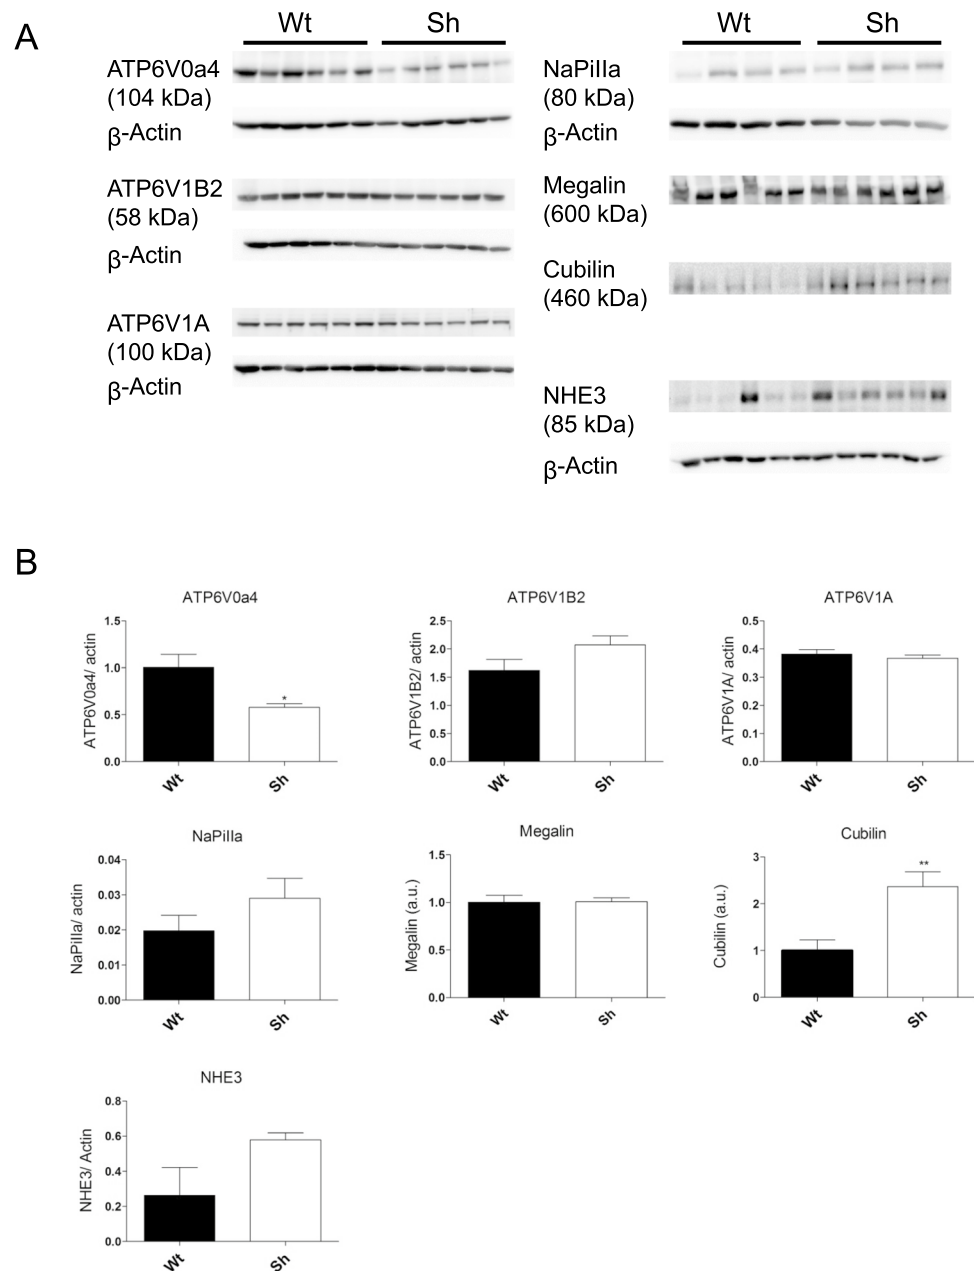 A
Wt Sh
ATP6V0a4
(104 kDa)
β-Actin
ATP6V1B2
(58 kDa)
β-Actin
ATP6V1A
(100 kDa)
β-Actin
Wt Sh
NaPiIIa
(80 kDa)
β-Actin
Megalin
(600 kDa)
Cubilin
(460 kDa)
NHE3
(85 kDa)
β-Actin
B
ATP6V0a4
ATP6V0a4/ actin
1.5
1.0
0.5
0.0
*
Wt Sh
ATP6V1B2
ATP6V1B2/ actin
2.5
2.0
1.5
1.0
0.5
0.0
Wt Sh
ATP6V1A
ATP6V1A/ actin
0.5
0.4
0.3
0.2
0.1
0.0
Wt Sh
NaPiIIa
NaPiIIa/ actin
0.04
0.03
0.02
0.01
0.00
Wt Sh
Megalin
Megalin (a.u.)
1.5
1.0
0.5
0.0
Wt Sh
Cubilin
Cubilin (a.u.)
3
2
1
0
**
Wt Sh
NHE3
NHE3/ Actin
0.8
0.6
0.4
0.2
0.0
Wt Sh